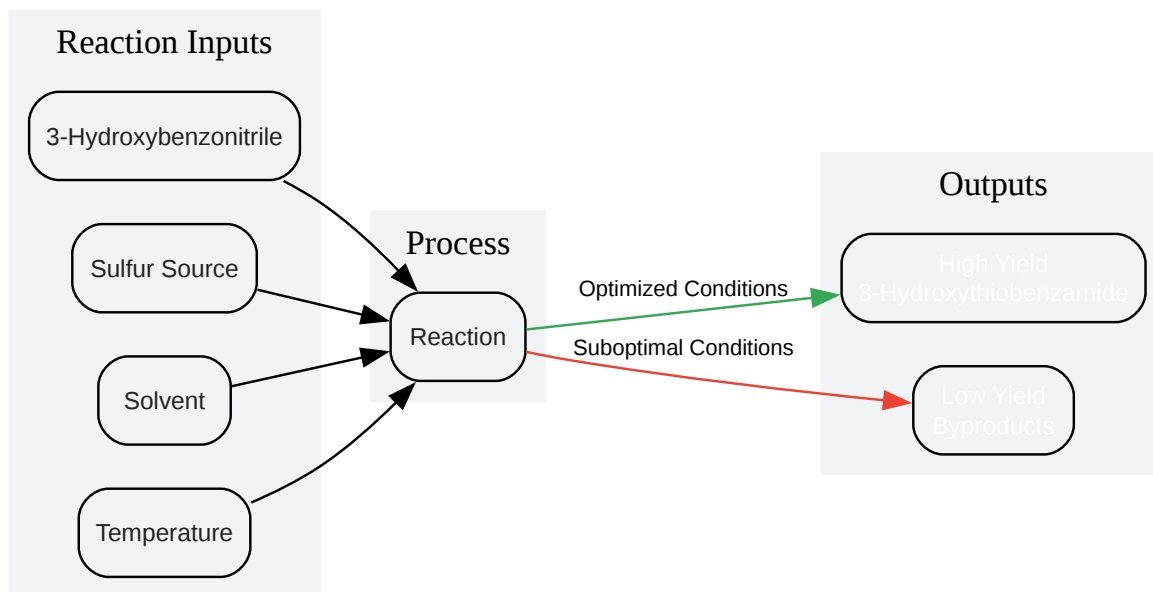 Reaction Inputs
3-Hydroxybenzonitrile
Sulfur Source
Solvent
Temperature
Process
Reaction
Optimized Conditions
Suboptimal Conditions
Outputs
High Yield
3-Hydroxythiobenzamide
Low Yield
Byproducts